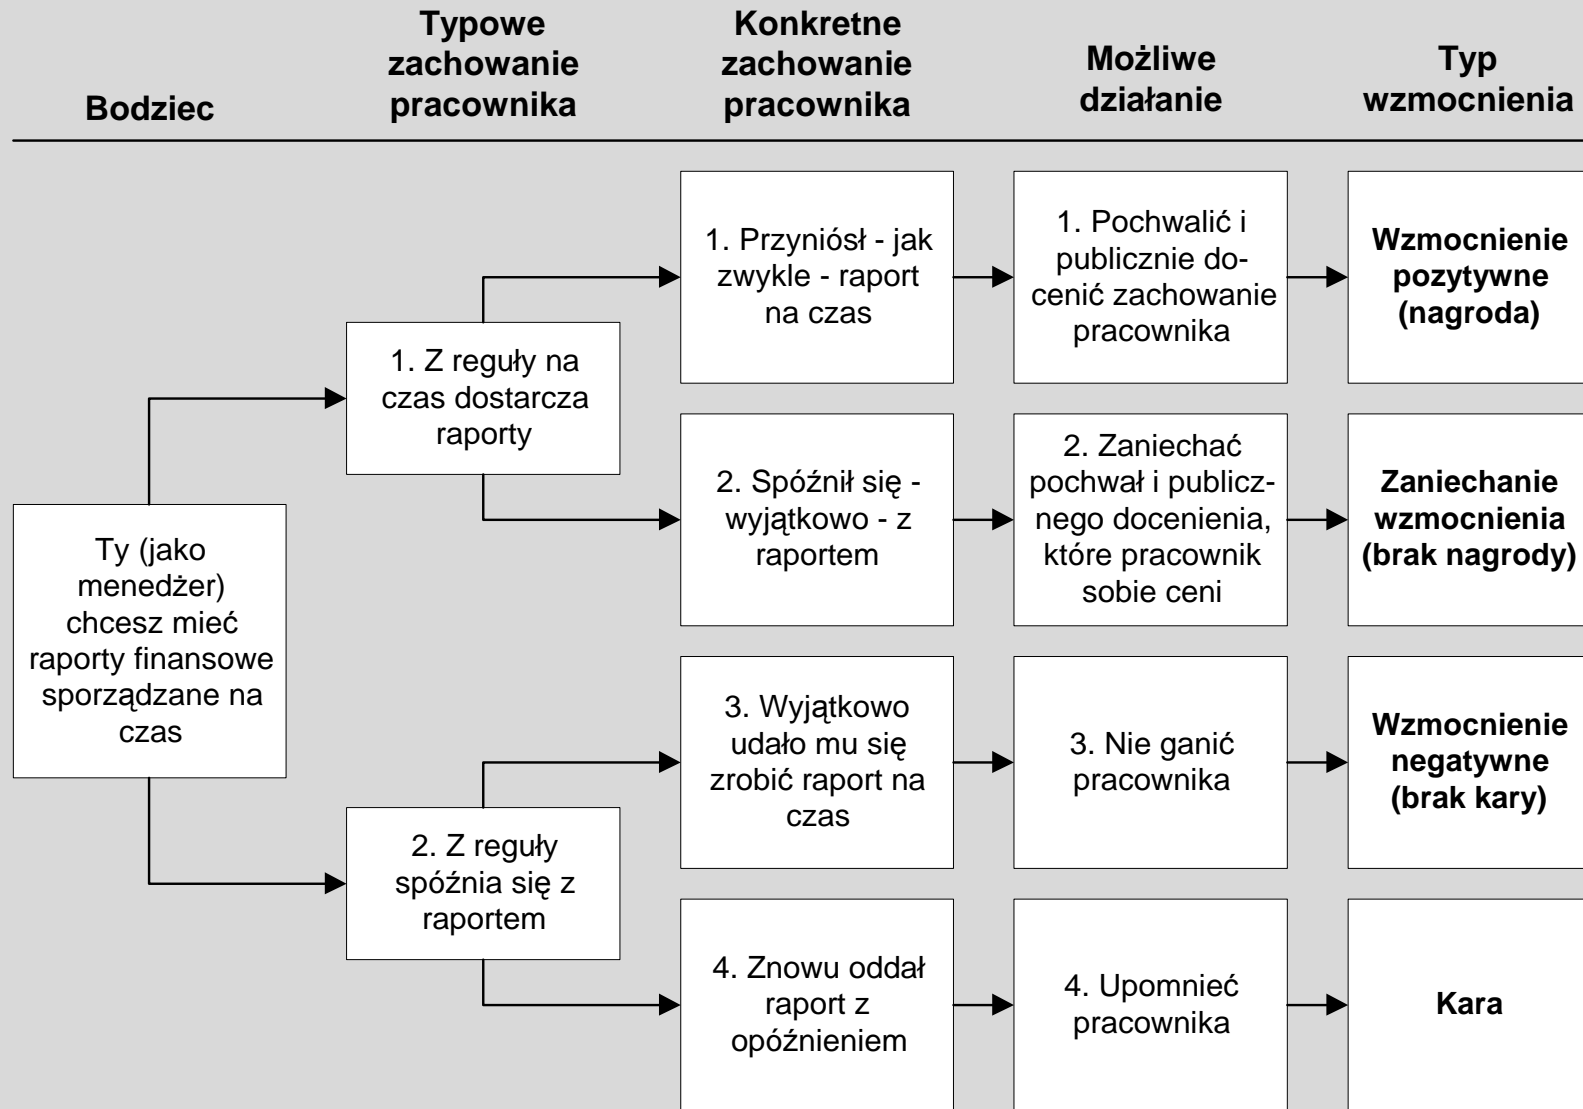 Bodziec
Typowe
zachowanie
pracownika
Konkretne
zachowanie
pracownika
Możliwe
działanie
Typ
wzmocnienia
Ty (jako
menedżer)
chcesz mieć
raporty finansowe
sporządzane na
czas
1. Z reguły na
czas dostarcza
raporty
2. Z reguły
spóźnia się z
raportem
1. Przyniósł - jak
zwykle - raport
na czas
1. Pochwalić i
publicznie do-
cenić zachowanie
pracownika
Wzmocnienie
pozytywne
(nagroda)
2. Spóźnił się -
wyjątkowo - z
raportem
2. Zaniechać
pochwał i publicz-
nego docenienia,
które pracownik
sobie ceni
Zaniechanie
wzmocnienia
(brak nagrody)
3. Wyjątkowo
udało mu się
zrobić raport na
czas
3. Nie ganić
pracownika
Wzmocnienie
negatywne
(brak kary)
4. Znowu oddał
raport z
opóźnieniem
4. Upomnieć
pracownika
Kara